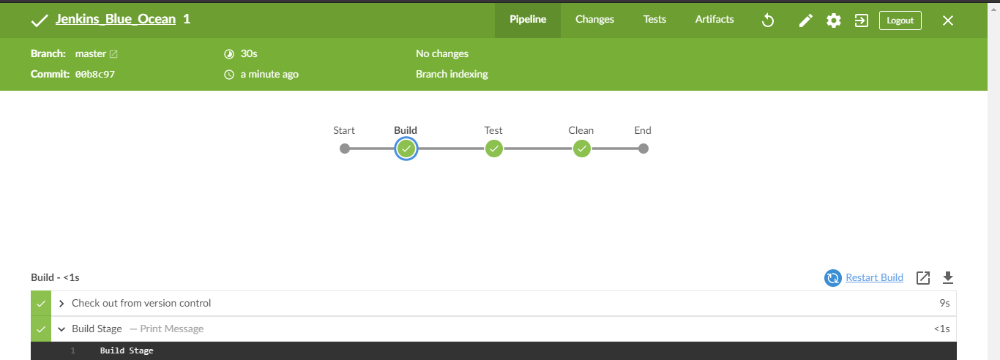 Jenkins_Blue_Ocean 1 Pipeline Changes Tests Artifacts Logout
Branch: master 30s No changes
Commit: 00b8c97 a minute ago Branch indexing
Start Build Test Clean End
Build - <1s Restart Build
Check out from version control 9s
Build Stage — Print Message <1s
1 Build Stage